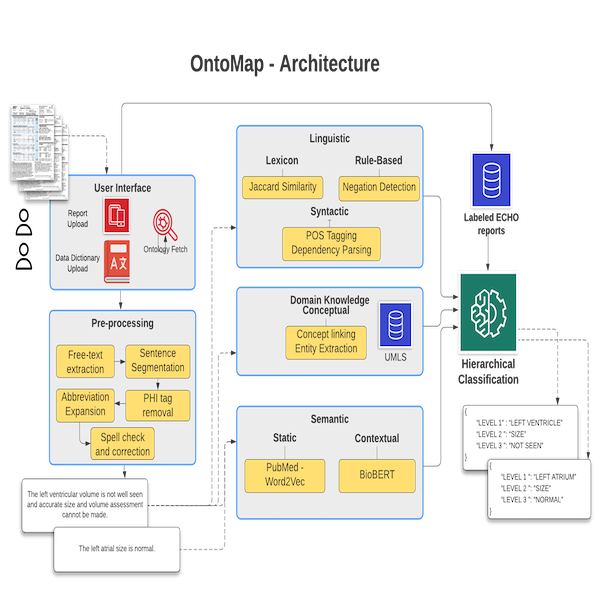 OntoMap - Architecture
User Interface
Report
Upload
Ontology Fetch
Data Dictionary
Upload
Pre-processing
Free-text
extraction
Sentence
Segmentation
Abbreviation
Expansion
PHI tag
removal
Spell check
and correction
The left ventricular volume is not well seen
and accurate size and volume assessment
cannot be made.
The left atrial size is normal.
Linguistic
Lexicon
Rule-Based
Jaccard Similarity
Negation Detection
Syntactic
POS Tagging
Dependency Parsing
Domain Knowledge
Conceptual
Concept linking
Entity Extraction
UMLS
Semantic
Static
Contextual
PubMed -
Word2Vec
BioBERT
Labeled ECHO
reports
Hierarchical
Classification
{
"LEVEL 1" : "LEFT VENTRICLE"
"LEVEL 2 ": "SIZE"
"LEVEL 3 ": "NOT SEEN"
}
{
"LEVEL 1 ": "LEFT ATRIUM"
"LEVEL 2 ": "SIZE"
"LEVEL 3 ": "NORMAL"
}